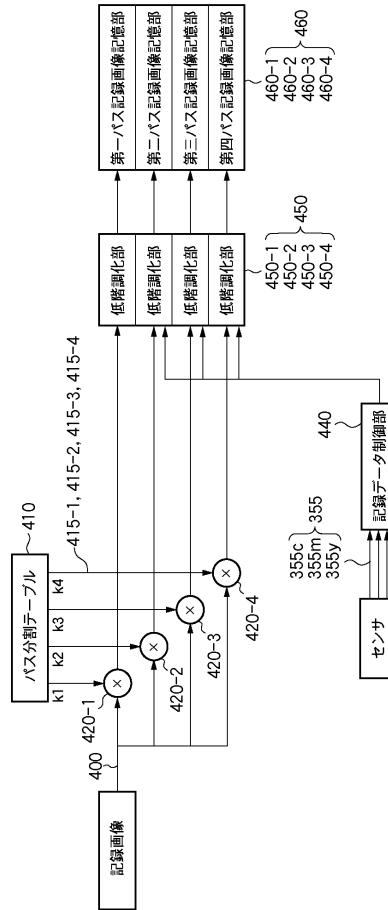 記録画像
400
パス分割テーブル
410
k1
k2
k3
k4
415-1, 415-2, 415-3, 415-4
420-1
420-2
420-3
420-4
センサ
355c
355m
355y
355
記録データ制御部
440
低階調化部
低階調化部
低階調化部
低階調化部
450-1
450-2
450-3
450-4
450
第一パス記録画像記憶部
第二パス記録画像記憶部
第三パス記録画像記憶部
第四パス記録画像記憶部
460-1
460-2
460-3
460-4
460